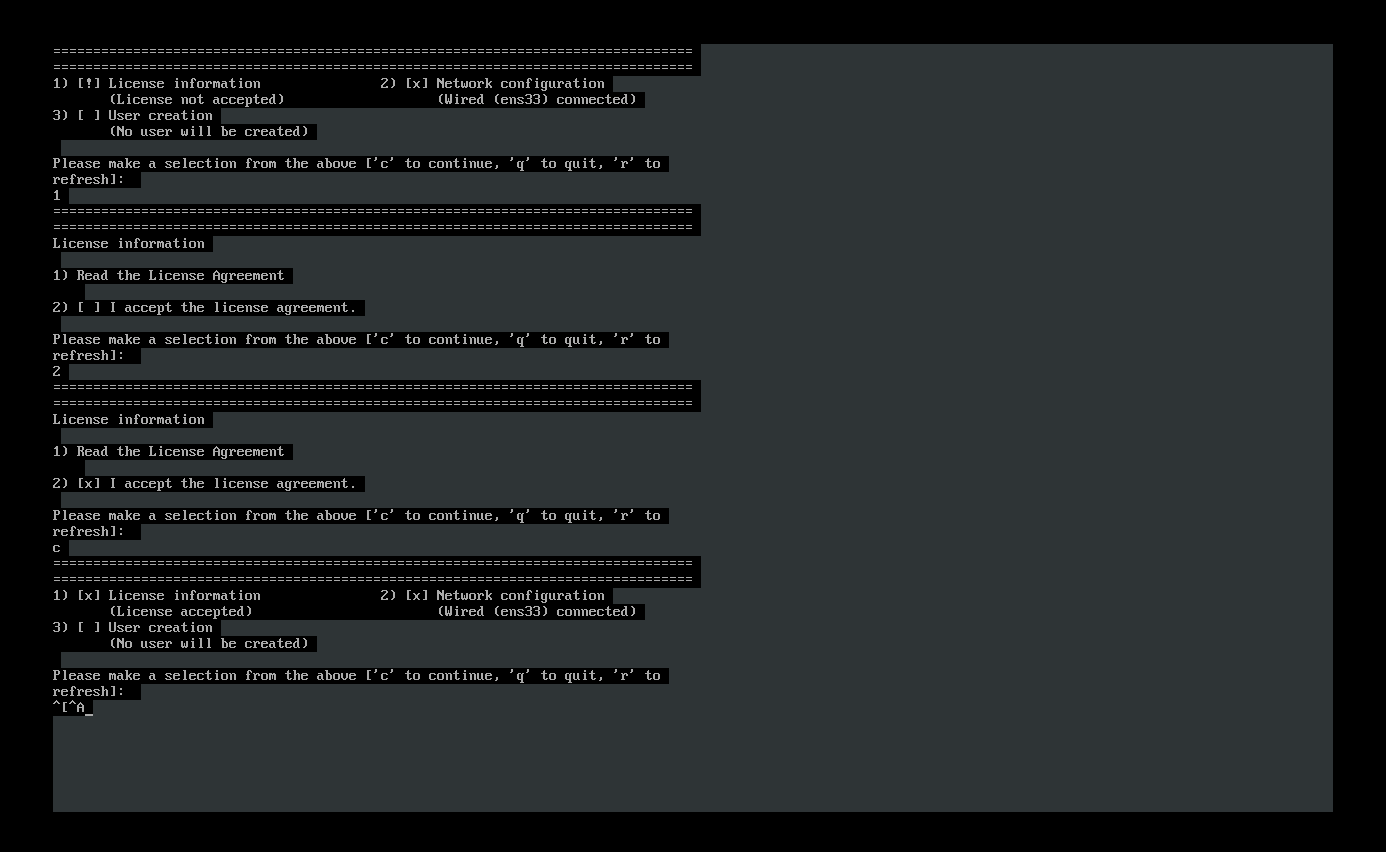 ================================================================================
================================================================================
1) [!] License information               2) [x] Network configuration
       (License not accepted)                   (Wired (ens33) connected)
3) [ ] User creation
       (No user will be created)
Please make a selection from the above ['c' to continue, 'q' to quit, 'r' to
refresh]:
1
================================================================================
================================================================================
License information
1) Read the License Agreement
2) [ ] I accept the license agreement.
Please make a selection from the above ['c' to continue, 'q' to quit, 'r' to
refresh]:
2
================================================================================
================================================================================
License information
1) Read the License Agreement
2) [x] I accept the license agreement.
Please make a selection from the above ['c' to continue, 'q' to quit, 'r' to
refresh]:
c
================================================================================
================================================================================
1) [x] License information               2) [x] Network configuration
       (License accepted)                       (Wired (ens33) connected)
3) [ ] User creation
       (No user will be created)
Please make a selection from the above ['c' to continue, 'q' to quit, 'r' to
refresh]:
^[^A_